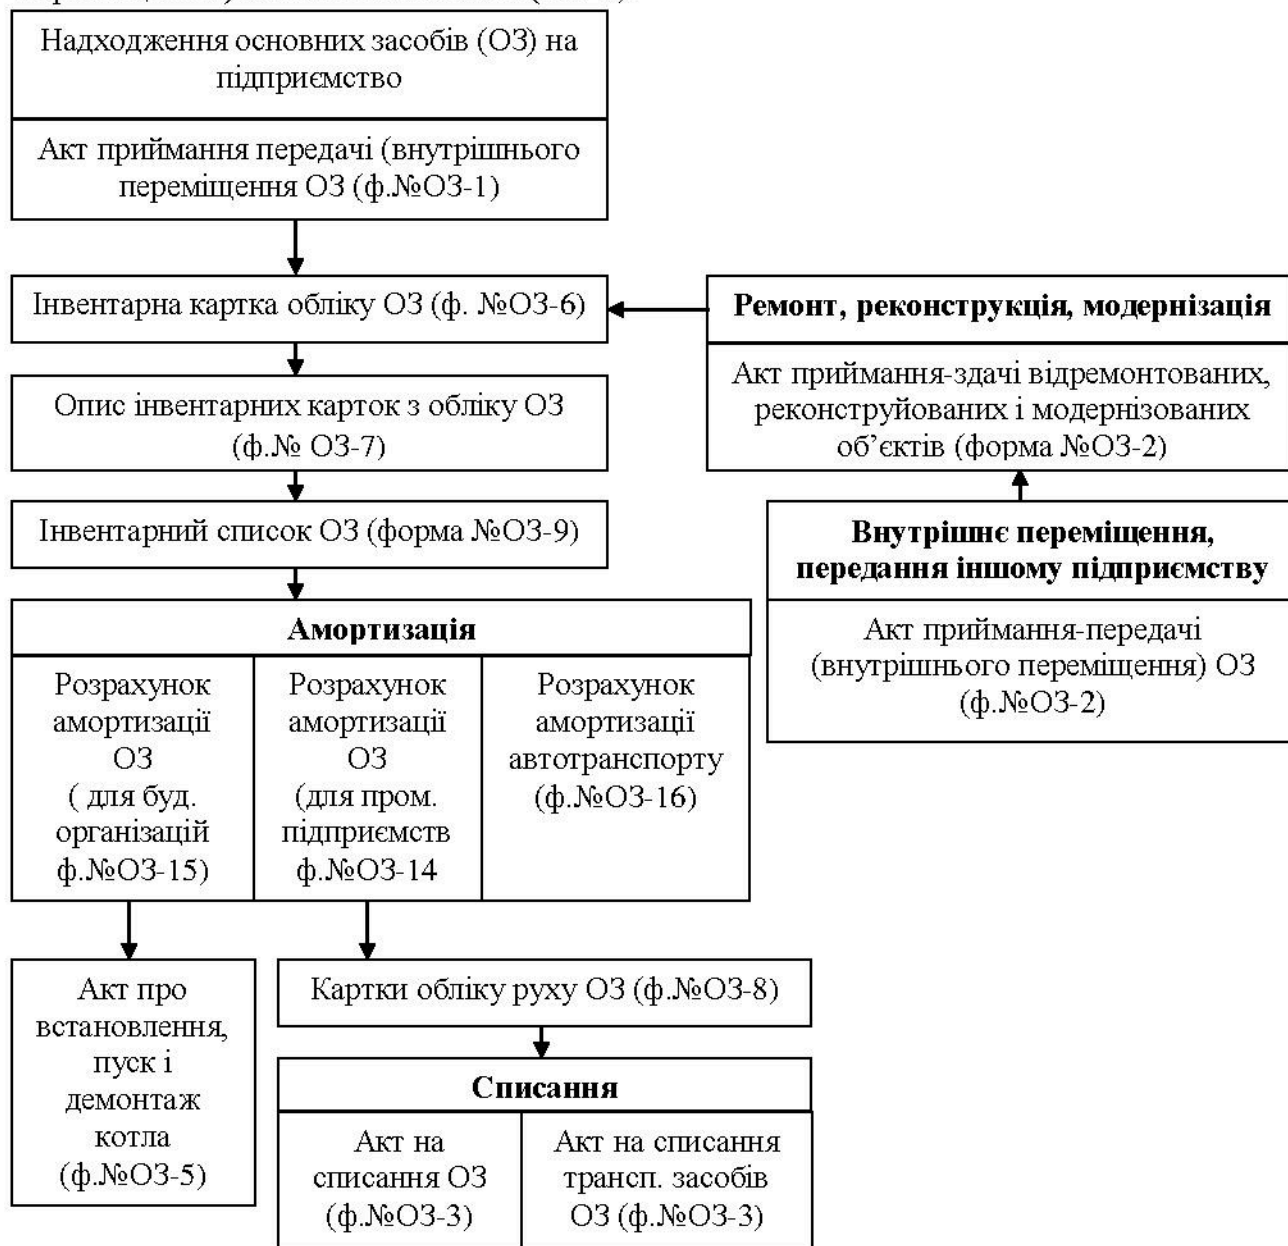 Надходження основних засобів (ОЗ) на
підприємство
Акт приймання передачі (внутрішнього
переміщення ОЗ (ф.№ОЗ-1)
Інвентарна картка обліку ОЗ (ф. №ОЗ-6)
Ремонт, реконструкція, модернізація
Акт приймання-здачі відремонтованих,
реконструйованих і модернізованих
об’єктів (форма №ОЗ-2)
Опис інвентарних карток з обліку ОЗ
(ф.№ ОЗ-7)
Інвентарний список ОЗ (форма №ОЗ-9)
Внутрішнє переміщення,
передання іншому підприємству
Акт приймання-передачі
(внутрішнього переміщення) ОЗ
(ф.№ОЗ-2)
Амортизація
Розрахунок
амортизації
ОЗ
( для буд.
організацій
ф.№ОЗ-15)
Розрахунок
амортизації
ОЗ
(для пром.
підприємств
ф.№ОЗ-14
Розрахунок
амортизації
автотранспорту
(ф.№ОЗ-16)
Акт про
встановлення,
пуск і
демонтаж
котла
(ф.№ОЗ-5)
Картки обліку руху ОЗ (ф.№ОЗ-8)
Списання
Акт на
списання ОЗ
(ф.№ОЗ-3)
Акт на списання
трансп. засобів
ОЗ (ф.№ОЗ-3)